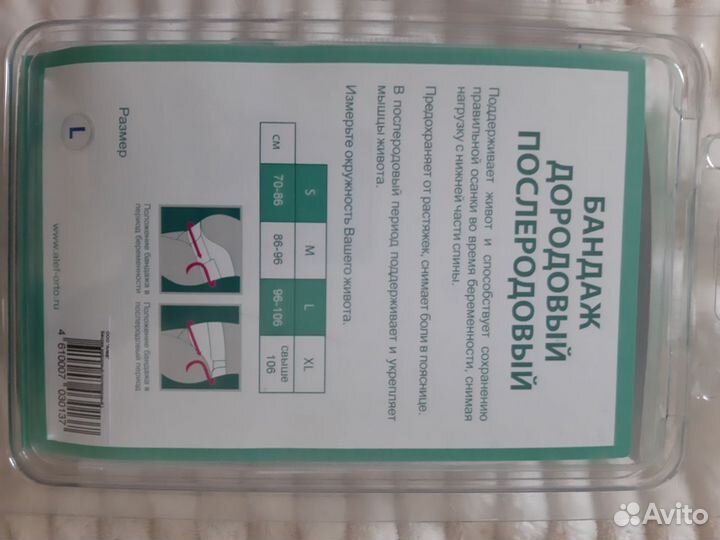 БАНДАЖ
ДОРОДОВЫЙ
ПОСЛЕРОДОВЫЙ
Поддерживает живот и способствует сохранению
правильной осанки во время беременности, снимая
нагрузку с нижней части спины.
Предохраняет от растяжек, снимает боли в пояснице.
В послеродовый период поддерживает и укрепляет
мышцы живота.
Измерьте окружность Вашего живота.
S M L XL
см 70-86 86-96 96-106 свыше
106
Положение бандажа в
период беременности
Положение бандажа в
послеродовый период
Размер
L
www.atef-orto.ru
4 610007 030137
Avito